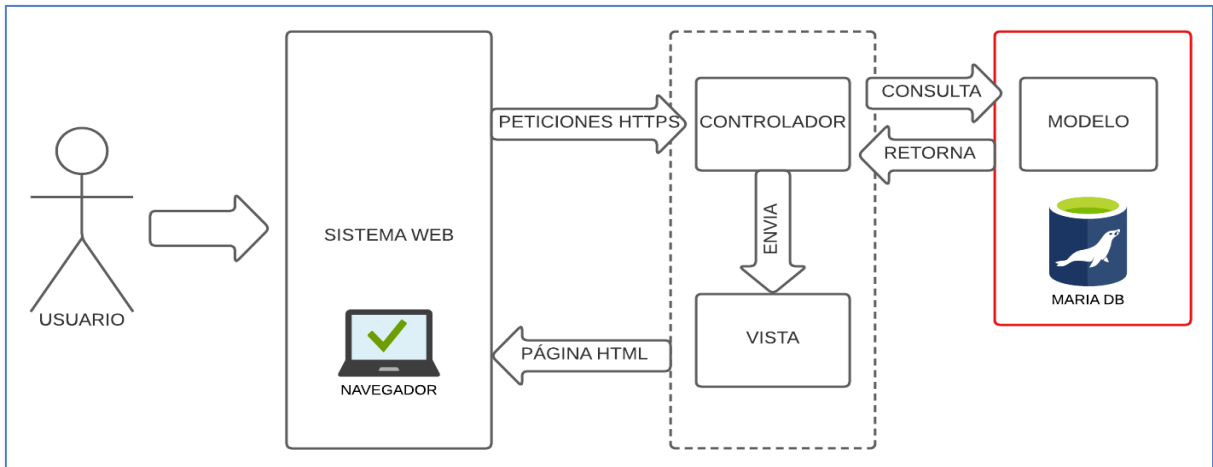 USUARIO
SISTEMA WEB
NAVEGADOR
PETICIONES HTTPS
PÁGINA HTML
CONTROLADOR
ENVIA
VISTA
CONSULTA
RETORNA
MODELO
MARIA DB